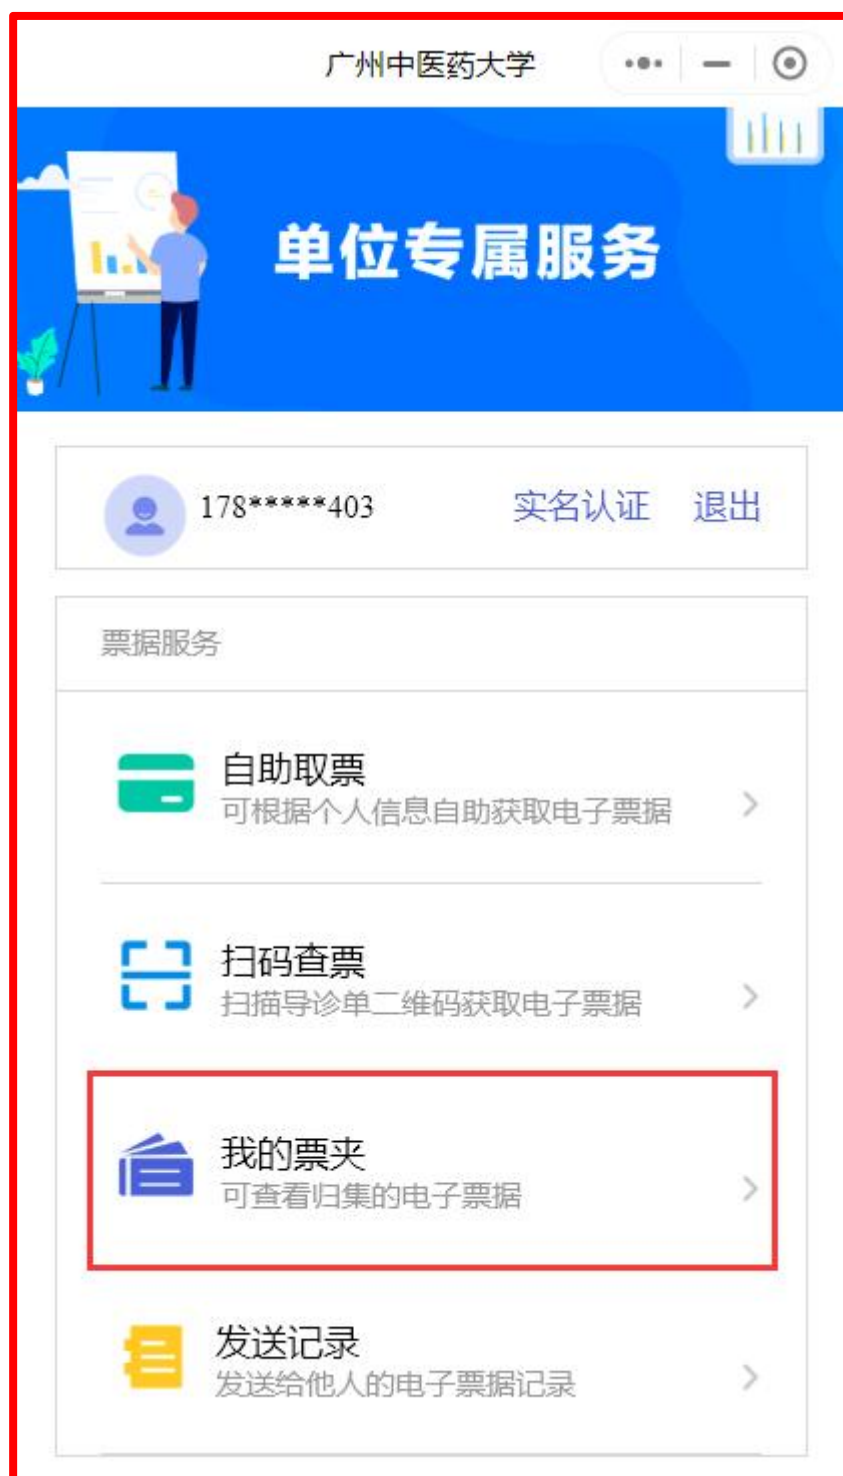 广州中医药大学
单位专属服务
178*****403 实名认证 退出
票据服务
自助取票
可根据个人信息自助获取电子票据
扫码查票
扫描导诊单二维码获取电子票据
我的票夹
可查看归集的电子票据
发送记录
发送给他人的电子票据记录